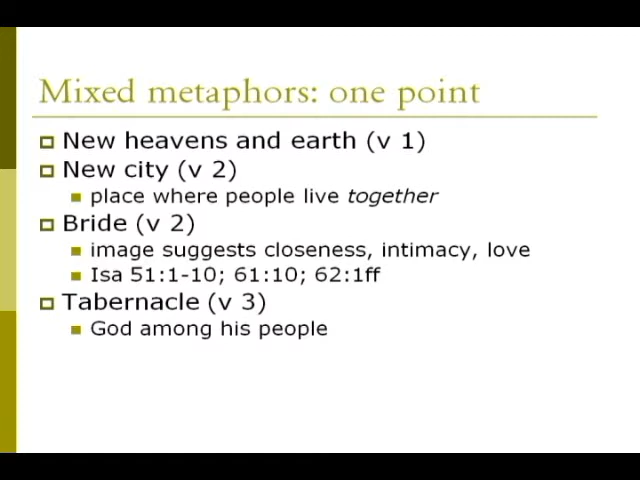 Mixed metaphors: one point
New heavens and earth (v 1)
New city (v 2)
place where people live together
Bride (v 2)
image suggests closeness, intimacy, love
Isa 51:1-10; 61:10; 62:1ff
Tabernacle (v 3)
God among his people